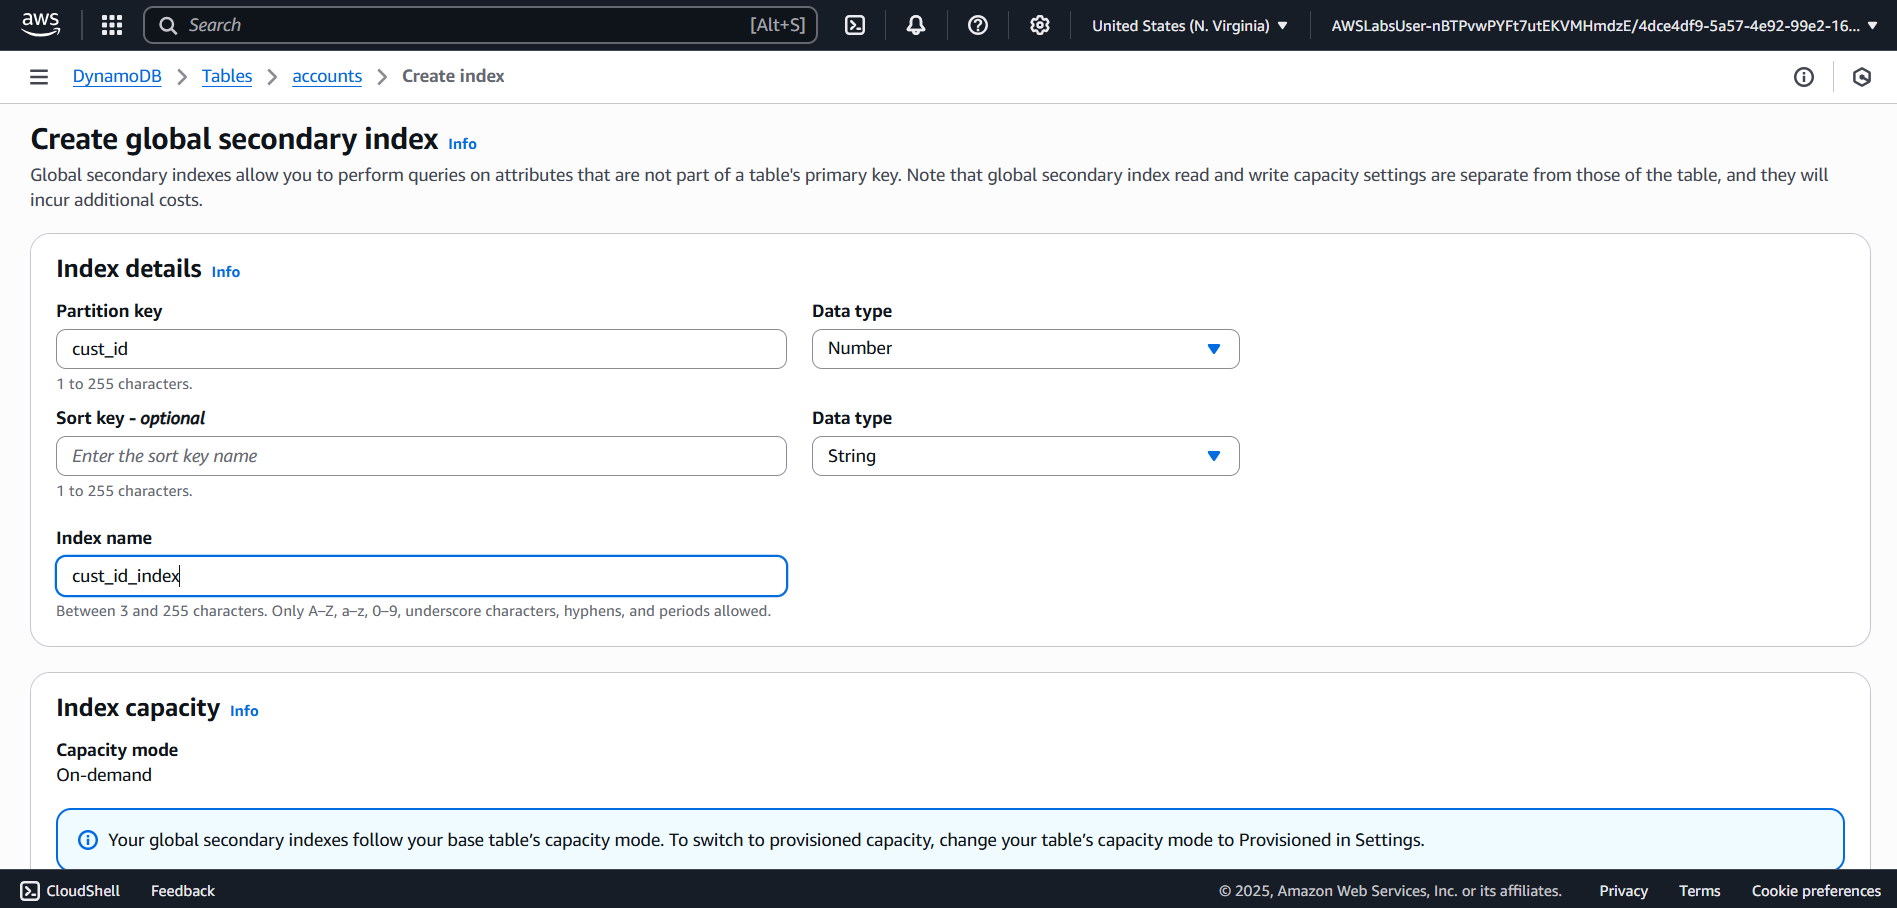 aws
Search [Alt+S]
United States (N. Virginia)
AWSLabsUser-nBTPvwPYFt7utEKVMHmdzE/4dce4df9-5a57-4e92-99e2-16...
DynamoDB > Tables > accounts > Create index
Create global secondary index Info
Global secondary indexes allow you to perform queries on attributes that are not part of a table's primary key. Note that global secondary index read and write capacity settings are separate from those of the table, and they will
incur additional costs.
Index details Info
Partition key Data type
cust_id Number
1 to 255 characters.
Sort key - optional Data type
Enter the sort key name String
1 to 255 characters.
Index name
cust_id_index
Between 3 and 255 characters. Only A–Z, a–z, 0–9, underscore characters, hyphens, and periods allowed.
Index capacity Info
Capacity mode
On-demand
Your global secondary indexes follow your base table’s capacity mode. To switch to provisioned capacity, change your table’s capacity mode to Provisioned in Settings.
CloudShell Feedback © 2025, Amazon Web Services, Inc. or its affiliates. Privacy Terms Cookie preferences